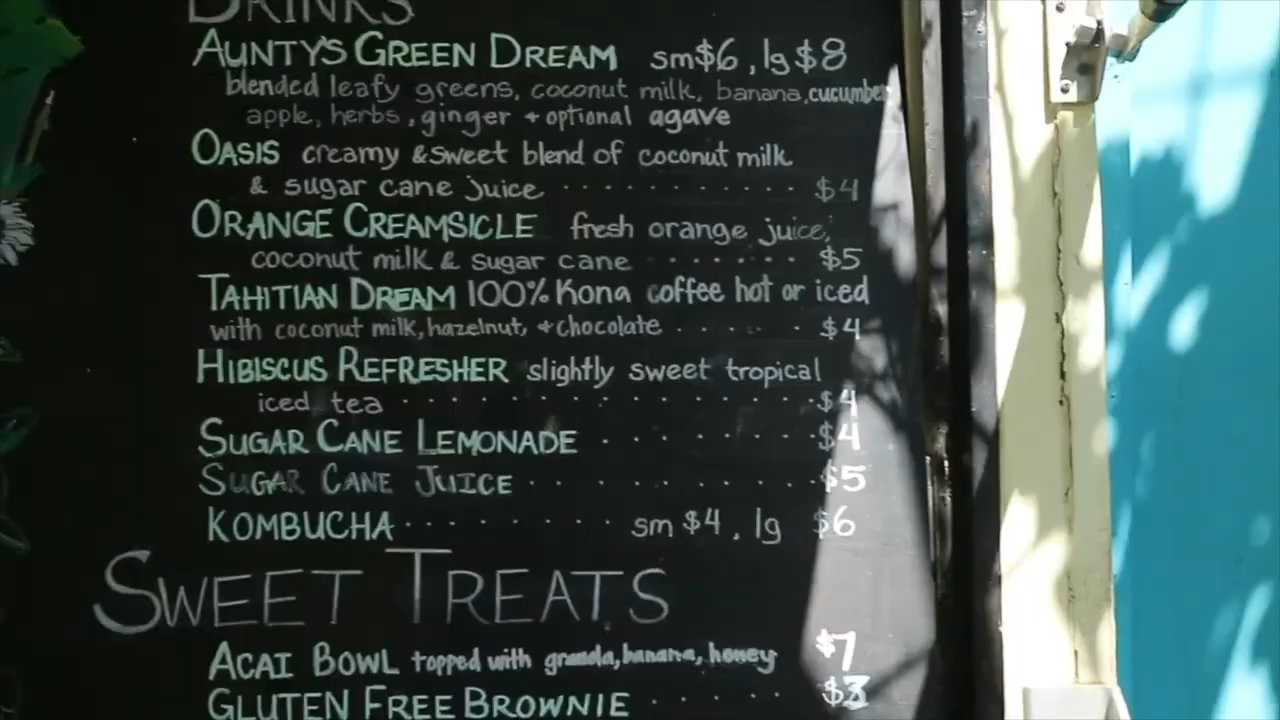 DRINKS
AUNTY'S GREEN DREAM sm $6, lg $8
blended leafy greens, coconut milk, banana, cucumber
apple, herbs, ginger + optional agave
OASIS creamy & sweet blend of coconut milk
& sugar cane juice . . . . . . . . . . $4
ORANGE CREAMSICLE fresh orange juice,
coconut milk & sugar cane . . . . . . . $5
TAHITIAN DREAM 100% Kona coffee hot or iced
with coconut milk, hazelnut, + chocolate . . . . . $4
HIBISCUS REFRESHER slightly sweet tropical
iced tea . . . . . . . . . . . . . . . $4
SUGAR CANE LEMONADE . . . . . . . . $4
SUGAR CANE JUICE . . . . . . . . . . . $5
KOMBUCHA . . . . . . . . sm $4, lg $6
SWEET TREATS
ACAI BOWL topped with granola, banana, honey $7
GLUTEN FREE BROWNIE . . . . $3